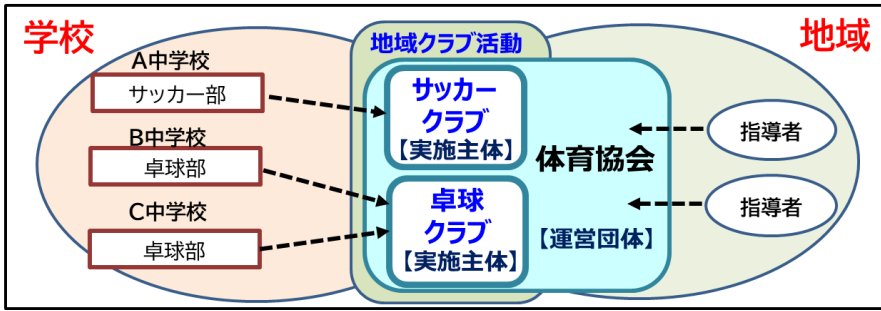 学校
地域
地域クラブ活動
A中学校
サッカー部
B中学校
卓球部
C中学校
卓球部
サッカー
クラブ
【実施主体】
卓球
クラブ
【実施主体】
体育協会
【運営団体】
指導者
指導者